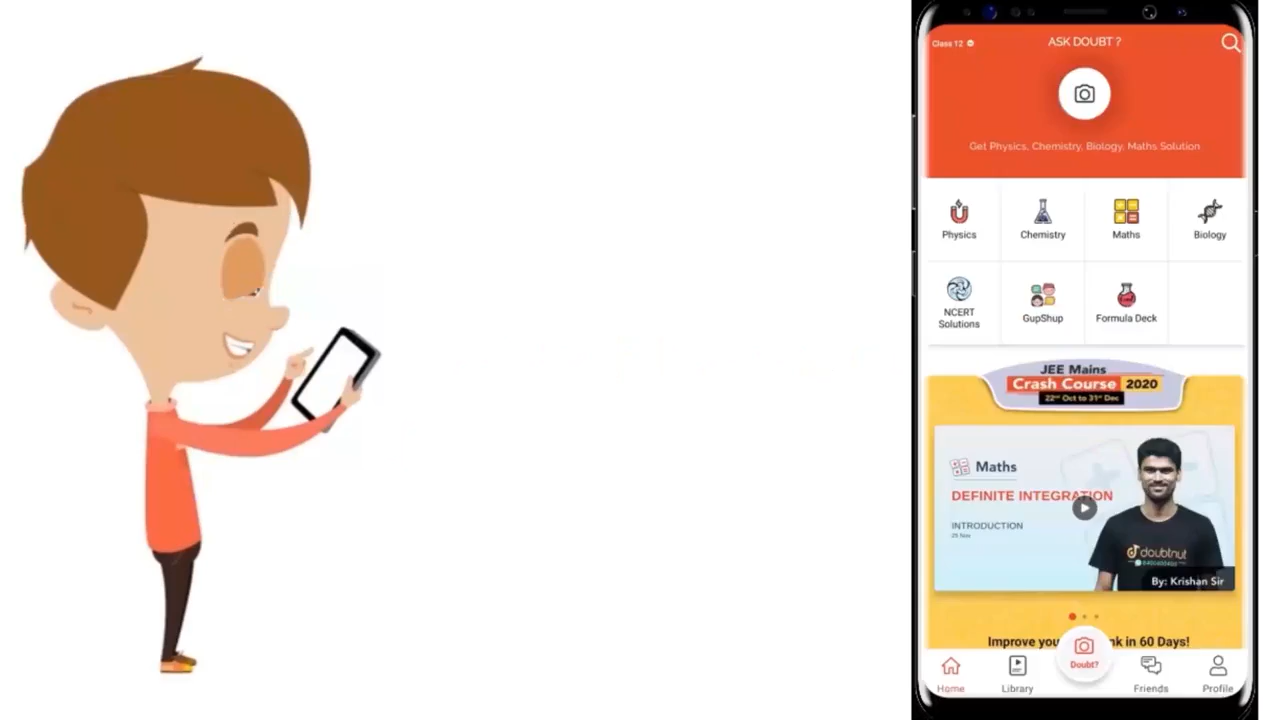 Class 12
ASK DOUBT ?
Get Physics, Chemistry, Biology, Maths Solution
Physics
Chemistry
Maths
Biology
NCERT
Solutions
GupShup
Formula Deck
JEE Mains
Crash Course 2020
22nd Oct to 31st Dec
Maths
DEFINITE INTEGRATION
INTRODUCTION
doubtnut
By: Krishan Sir
Improve you nk in 60 Days!
Doubt?
Home
Library
Friends
Profile